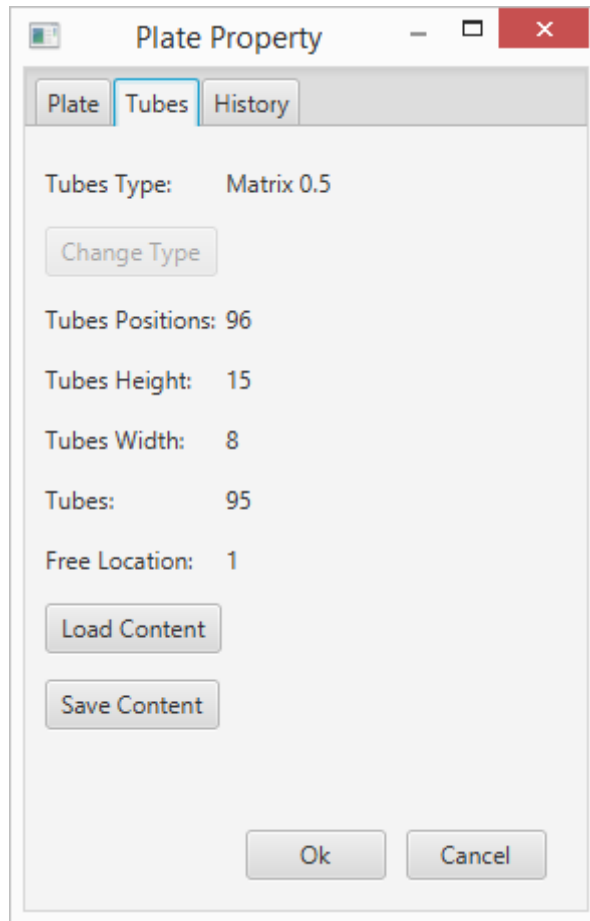 Plate Property
Plate Tubes History
Tubes Type: Matrix 0.5
Change Type
Tubes Positions: 96
Tubes Height: 15
Tubes Width: 8
Tubes: 95
Free Location: 1
Load Content
Save Content
Ok Cancel